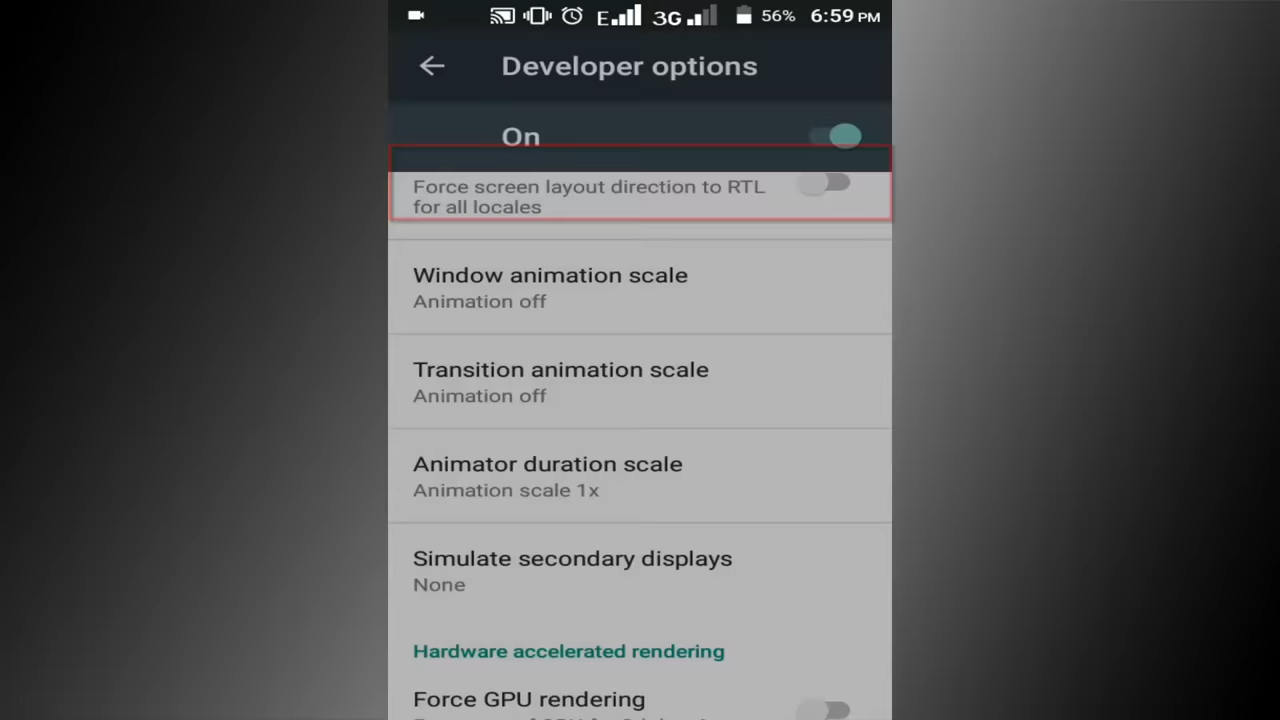 E 3G 56% 6:59 PM
Developer options
On
Force screen layout direction to RTL
for all locales
Window animation scale
Animation off
Transition animation scale
Animation off
Animator duration scale
Animation scale 1x
Simulate secondary displays
None
Hardware accelerated rendering
Force GPU rendering